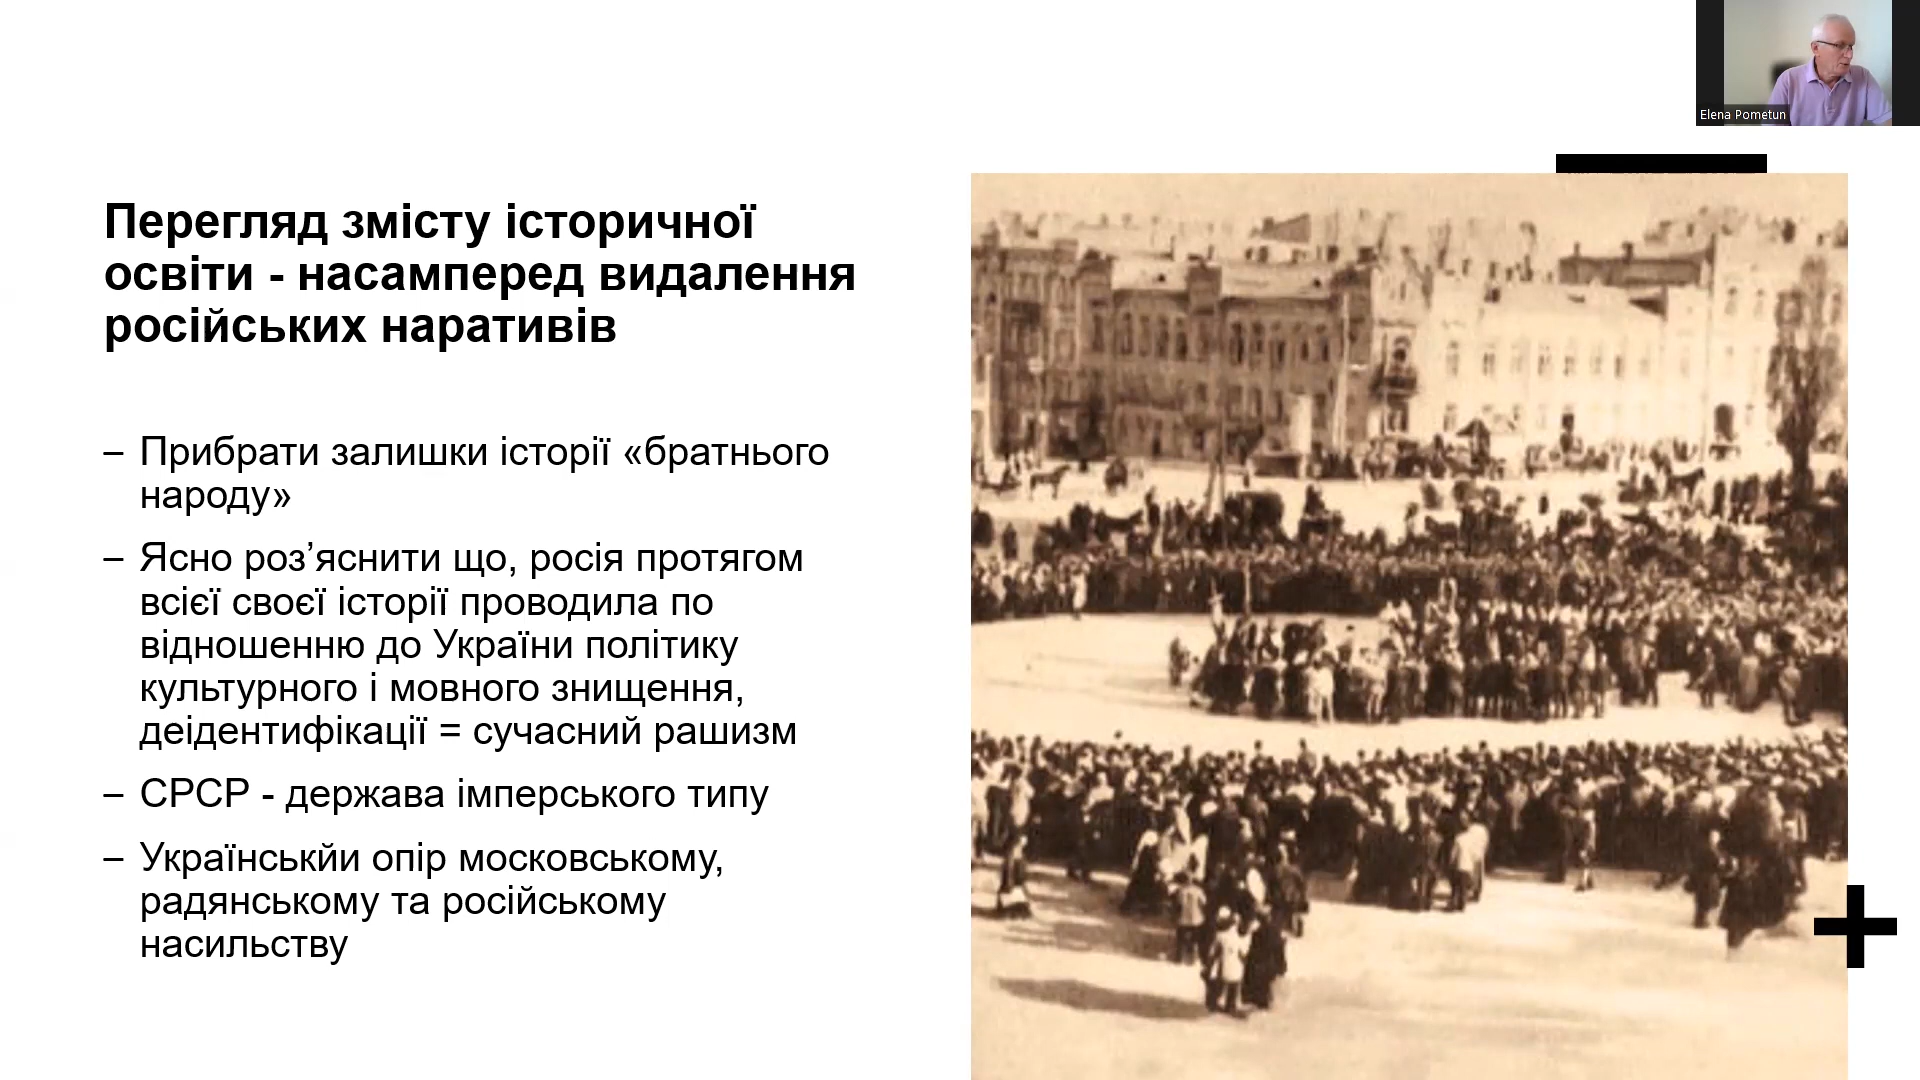 Elena Pometun
Перегляд змісту історичної
освіти - насамперед видалення
російських наративів
– Прибрати залишки історії «братнього
народу»
– Ясно роз’яснити що, росія протягом
всієї своєї історії проводила по
відношенню до України політику
культурного і мовного знищення,
деідентифікації = сучасний рашизм
– СРСР - держава імперського типу
– Українськйи опір московському,
радянському та російському
насильству